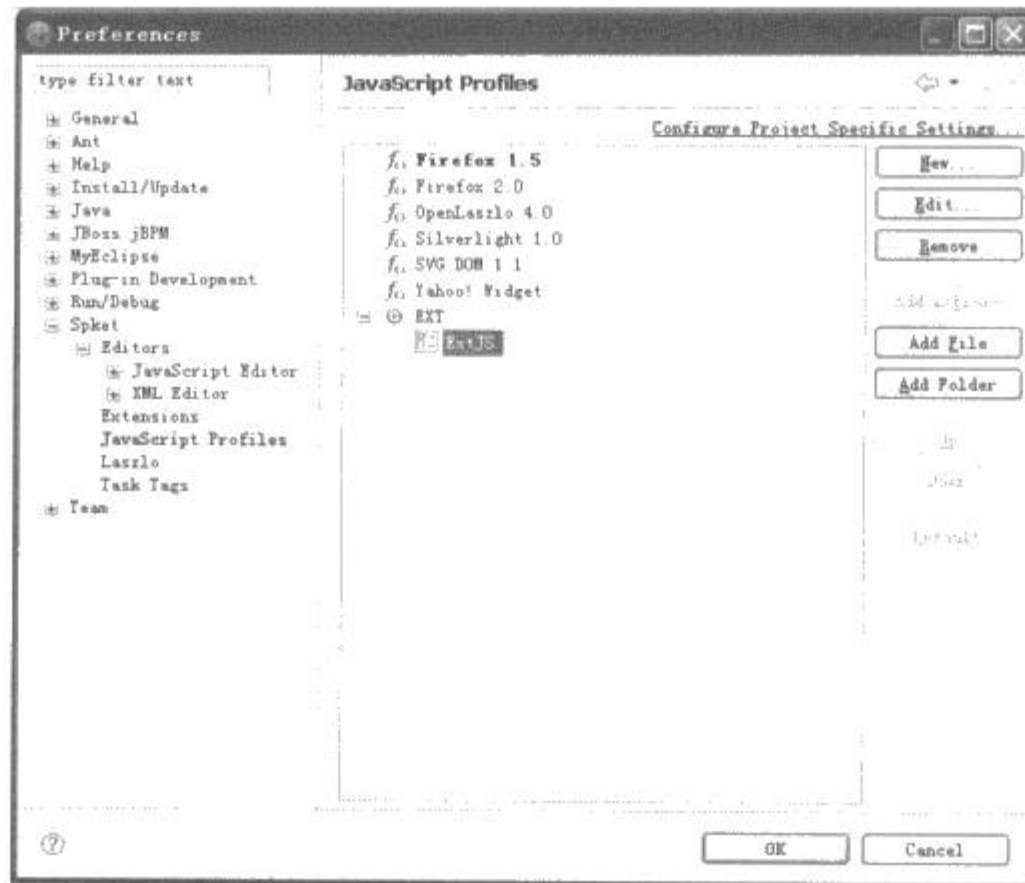 Preferences
type filter text
General
Ant
Help
Install/Update
Java
JBoss jBPM
MyEclipse
Plug-in Development
Run/Debug
Spket
Editors
JavaScript Editor
XML Editor
Extensions
JavaScript Profiles
Laszlo
Task Tags
Team
JavaScript Profiles
Configure Project Specific Settings...
Firefox 1.5
Firefox 2.0
OpenLaszlo 4.0
Silverlight 1.0
SVG DOM 1 1
Yahoo! Widget
EXT
ExtJS
New...
Edit...
Remove
Add File
Add Folder
Up
Default
OK
Cancel